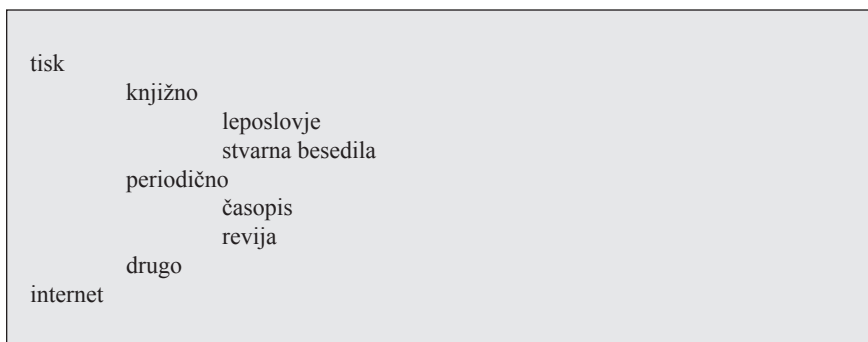 tisk
knjižno
leposlovje
stvarna besedila
periodično
časopis
revija
drugo
internet